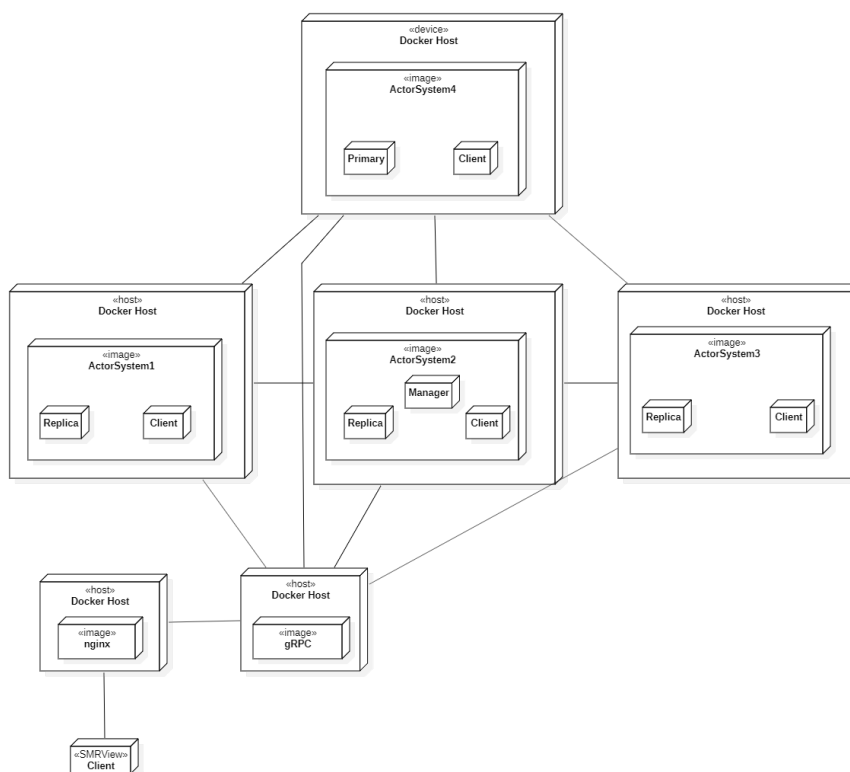 «device»
Docker Host
«image»
ActorSystem4
Primary
Client
«host»
Docker Host
«image»
ActorSystem1
Replica
Client
«host»
Docker Host
«image»
ActorSystem2
Manager
Replica
Client
«host»
Docker Host
«image»
ActorSystem3
Replica
Client
«host»
Docker Host
«image»
nginx
«host»
Docker Host
«image»
gRPC
«SMRView»
Client